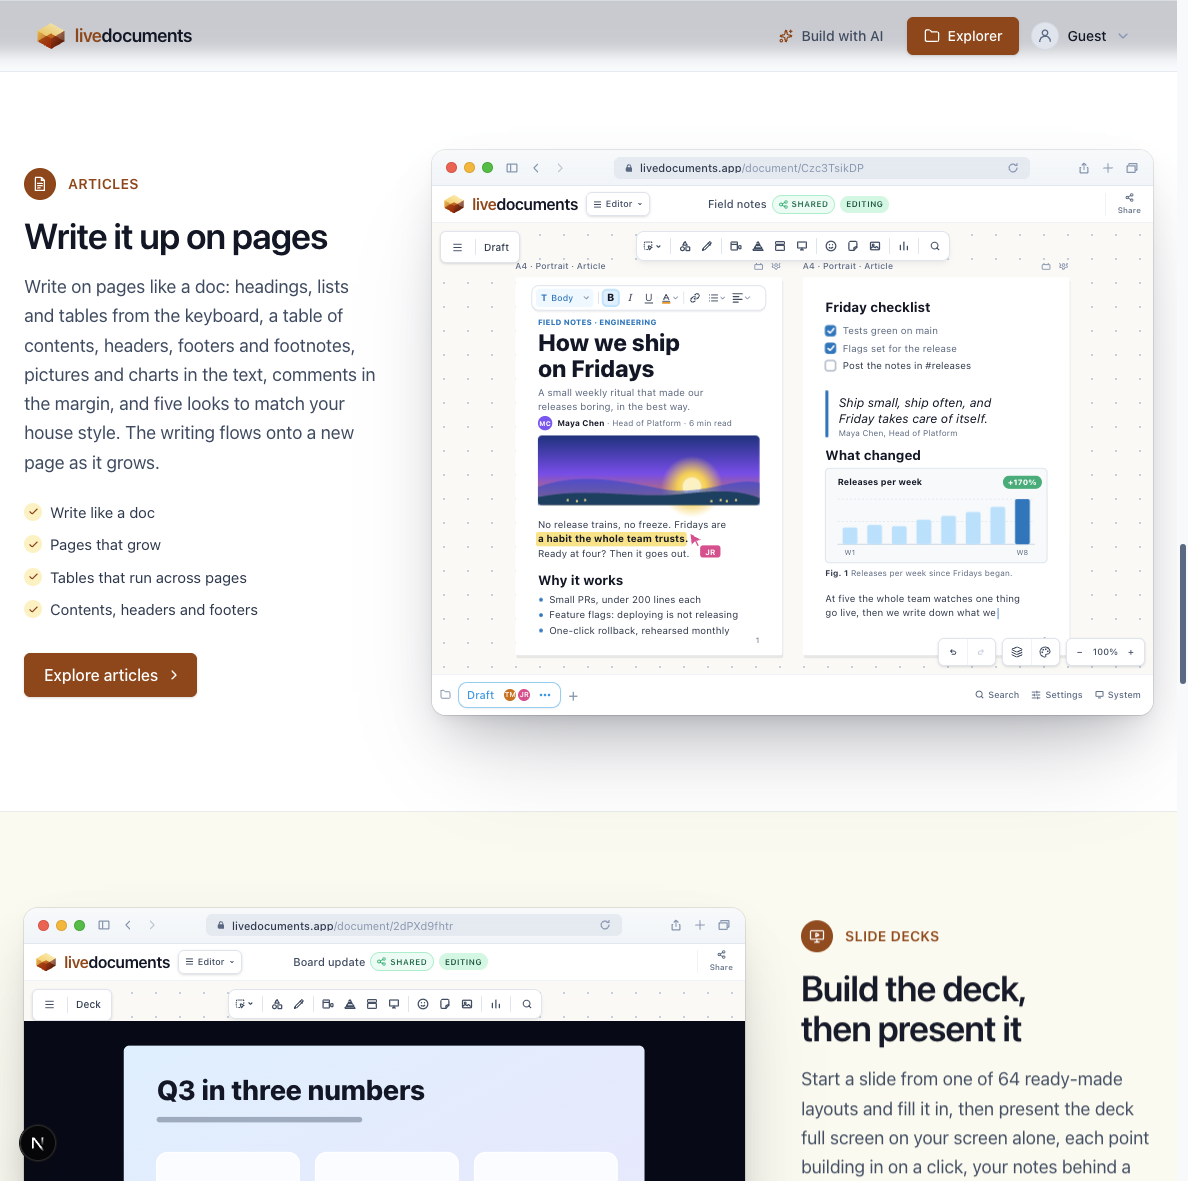 livedocuments
Build with AI
Explorer
Guest
ARTICLES
Write it up on pages
Write on pages like a doc: headings, lists
and tables from the keyboard, a table of
contents, headers, footers and footnotes,
pictures and charts in the text, comments in
the margin, and five looks to match your
house style. The writing flows onto a new
page as it grows.
Write like a doc
Pages that grow
Tables that run across pages
Contents, headers and footers
Explore articles
livedocuments.app/document/Czc3TsikDP
livedocuments
Editor
Field notes
SHARED
EDITING
Share
Draft
A4 · Portrait · Article
A4 · Portrait · Article
T Body
B I U A
FIELD NOTES · ENGINEERING
How we ship
on Fridays
A small weekly ritual that made our
releases boring, in the best way.
MC Maya Chen · Head of Platform · 6 min read
No release trains, no freeze. Fridays are
a habit the whole team trusts.
JR
Ready at four? Then it goes out.
Why it works
Small PRs, under 200 lines each
Feature flags: deploying is not releasing
One-click rollback, rehearsed monthly
1
Friday checklist
Tests green on main
Flags set for the release
Post the notes in #releases
Ship small, ship often, and
Friday takes care of itself.
Maya Chen, Head of Platform
What changed
Releases per week
+170%
W1
W8
Fig. 1 Releases per week since Fridays began.
At five the whole team watches one thing
go live, then we write down what we
− 100% +
Draft
TM
JR
Search
Settings
System
livedocuments.app/document/2dPXd9fhtr
livedocuments
Editor
Board update
SHARED
EDITING
Share
Deck
Q3 in three numbers
N
SLIDE DECKS
Build the deck,
then present it
Start a slide from one of 64 ready-made
layouts and fill it in, then present the deck
full screen on your screen alone, each point
building in on a click, your notes behind a